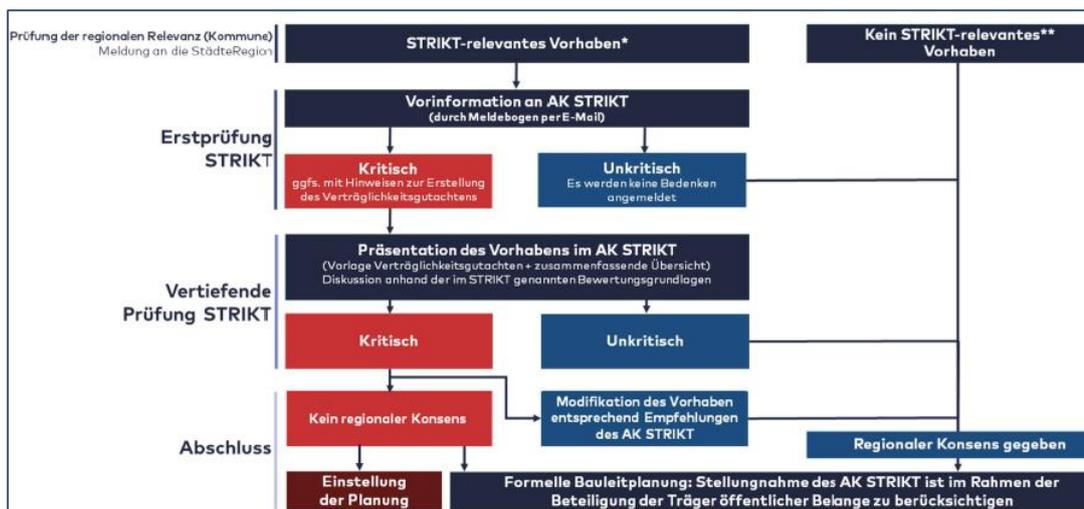 Prüfung der regionalen Relevanz (Kommune)
Meldung an die StädteRegion
STRIKT-relevantes Vorhaben*
Kein STRIKT-relevantes**
Vorhaben
Vorinformation an AK STRIKT
(durch Meldebogen per E-Mail)
Erstprüfung
STRIKT
Kritisch
ggfs. mit Hinweisen zur Erstellung
des Verträglichkeitsgutachtens
Unkritisch
Es werden keine Bedenken
angemeldet
Präsentation des Vorhabens im AK STRIKT
(Vorlage Verträglichkeitsgutachten + zusammenfassende Übersicht)
Diskussion anhand der im STRIKT genannten Bewertungsgrundlagen
Vertiefende
Prüfung STRIKT
Kritisch
Unkritisch
Abschluss
Kein regionaler Konsens
Modifikation des Vorhaben
entsprechend Empfehlungen
des AK STRIKT
Regionaler Konsens gegeben
Einstellung
der Planung
Formelle Bauleitplanung: Stellungnahme des AK STRIKT ist im Rahmen der
Beteiligung der Träger öffentlicher Belange zu berücksichtigen